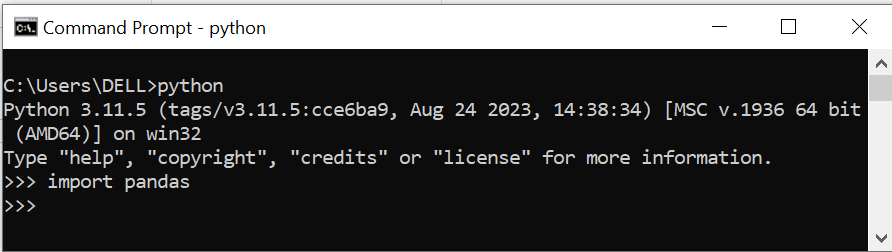 Command Prompt - python
C:\Users\DELL>python
Python 3.11.5 (tags/v3.11.5:cce6ba9, Aug 24 2023, 14:38:34) [MSC v.1936 64 bit
 (AMD64)] on win32
Type "help", "copyright", "credits" or "license" for more information.
>>> import pandas
>>>